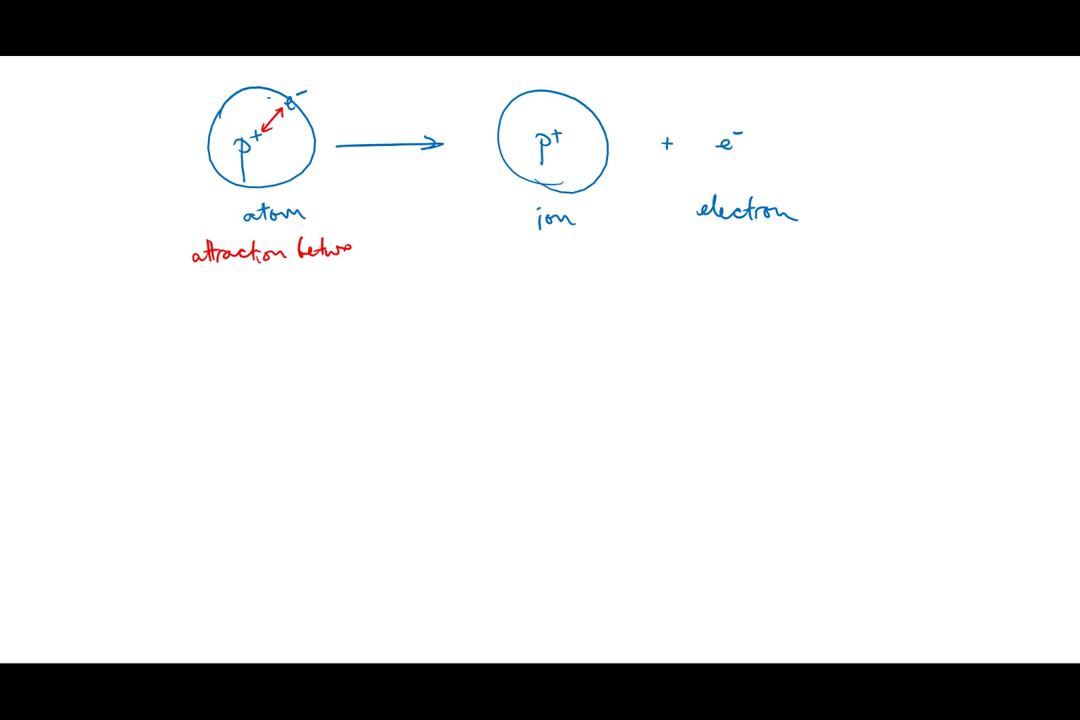 p⁺ e⁻ → p⁺ + e⁻
atom ion electron
attraction betwe